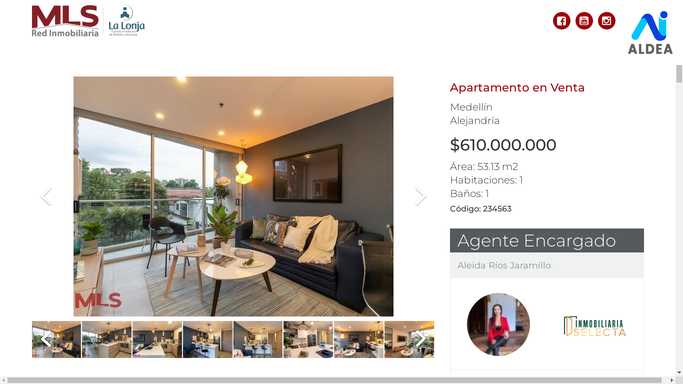 MLS
Red Inmobiliaria
La Lonja
ALDEA
Apartamento en Venta
Medellín
Alejandría
$610.000.000
Área: 53.13 m2
Habitaciones: 1
Baños: 1
Código: 234563
MLS
Agente Encargado
Aleida Rios Jaramillo
INMOBILIARIA
SELECTA